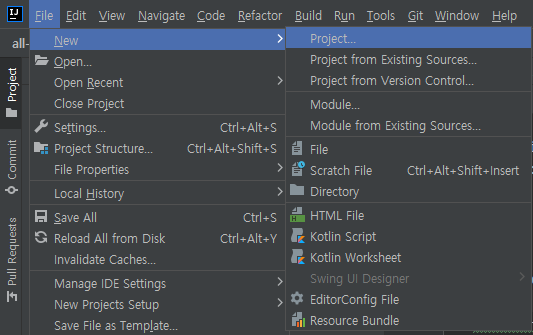 IJ File Edit View Navigate Code Refactor Build Run Tools Git Window Help
all-
Project
Commit
Pull Requests
New
Open...
Open Recent
Close Project
Settings... Ctrl+Alt+S
Project Structure... Ctrl+Alt+Shift+S
File Properties
Local History
Save All Ctrl+S
Reload All from Disk Ctrl+Alt+Y
Invalidate Caches...
Manage IDE Settings
New Projects Setup
Save File as Template...
Project...
Project from Existing Sources...
Project from Version Control...
Module...
Module from Existing Sources...
File
Scratch File Ctrl+Alt+Shift+Insert
Directory
HTML File
Kotlin Script
Kotlin Worksheet
Swing UI Designer
EditorConfig File
Resource Bundle